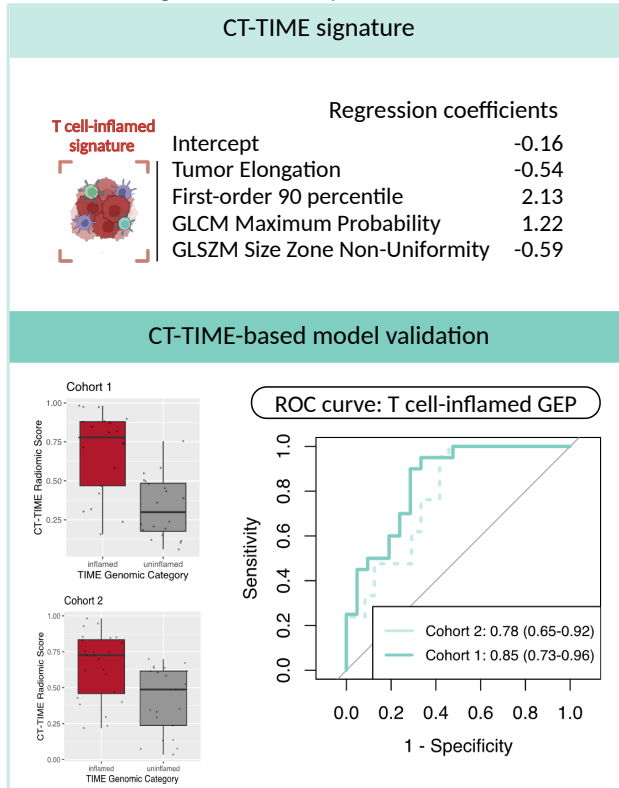 CT-TIME signature
Regression coefficients
T cell-inflamed
signature
Intercept -0.16
Tumor Elongation -0.54
First-order 90 percentile 2.13
GLCM Maximum Probability 1.22
GLSZM Size Zone Non-Uniformity -0.59
CT-TIME-based model validation
Cohort 1
CT-TIME Radiomic Score
1.00
0.75
0.50
0.25
inflamed uninflamed
TIME Genomic Category
Cohort 2
CT-TIME Radiomic Score
1.00
0.75
0.50
0.25
0.00
inflamed uninflamed
TIME Genomic Category
ROC curve: T cell-inflamed GEP
Sensitivity
1.0
0.8
0.6
0.4
0.2
0.0
Cohort 2: 0.78 (0.65-0.92)
Cohort 1: 0.85 (0.73-0.96)
0.0 0.2 0.4 0.6 0.8 1.0
1 - Specificity